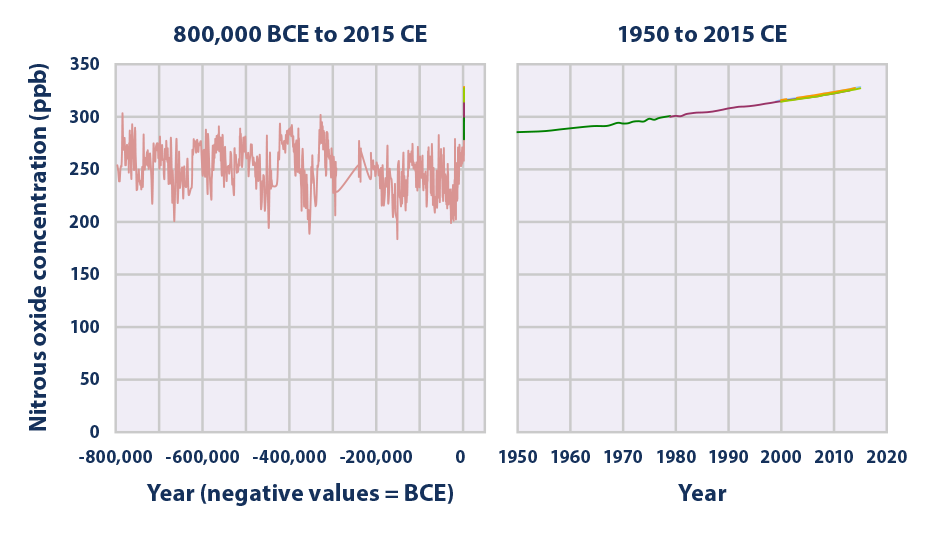 800,000 BCE to 2015 CE
1950 to 2015 CE
Nitrous oxide concentration (ppb)
350
300
250
200
150
100
50
0
-800,000 -600,000 -400,000 -200,000 0
1950 1960 1970 1980 1990 2000 2010 2020
Year (negative values = BCE)
Year